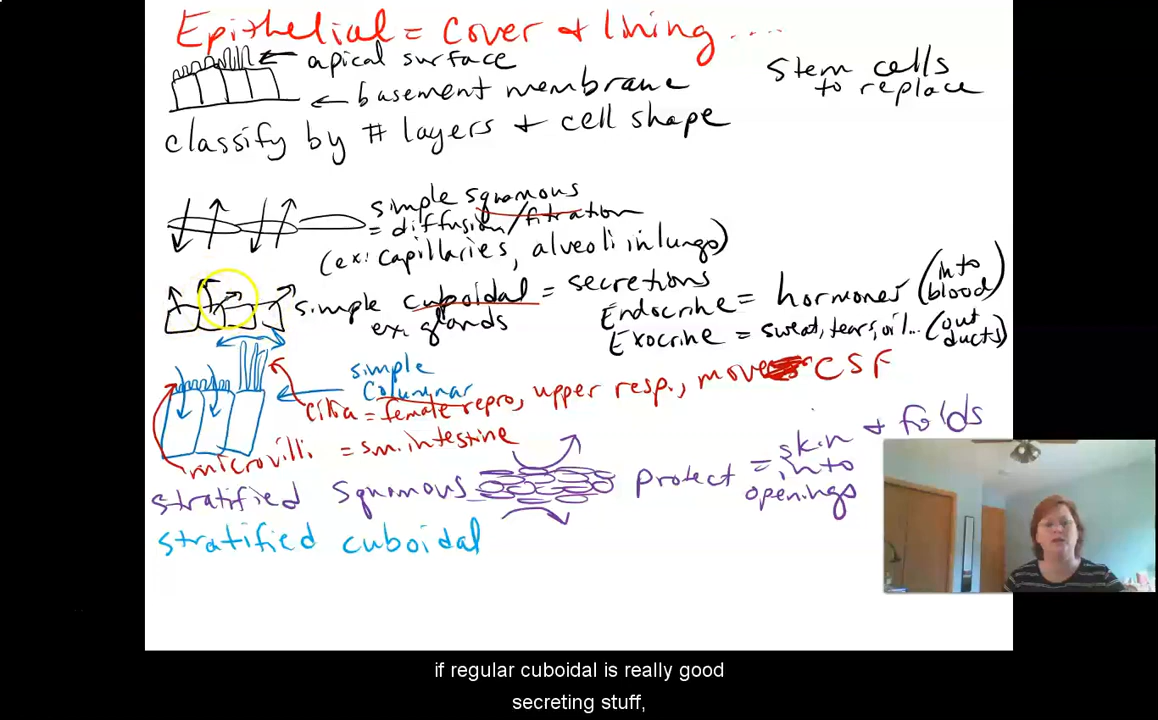 Epithelial = cover & lining....
apical surface
basement membrane
stem cells
to replace
classify by # layers + cell shape
simple squamous
= diffusion/fitration
(ex: capillaries, alveoli in lungs)
simple cuboidal = secretions
ex: glands
Endocrine = hormones (into
blood)
Exocrine = sweat, tears, oil... (out
ducts)
simple
Columnar
cilia = female repro, upper resp., move CSF
microvilli = sm. intestine
stratified squamous
protect = skin & folds
into
openings
stratified cuboidal
if regular cuboidal is really good
secreting stuff,